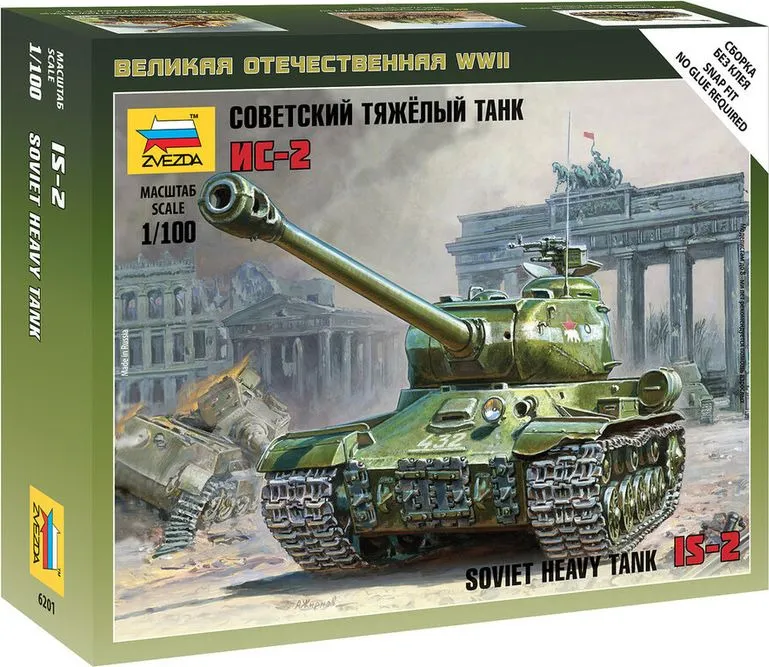 ВЕЛИКАЯ ОТЕЧЕСТВЕННАЯ WWII
СБОРКА
БЕЗ КЛЕЯ
SNAP FIT
NO GLUE REQUIRED
ZVEZDA
СОВЕТСКИЙ ТЯЖЁЛЫЙ ТАНК
ИС-2
МАСШТАБ
SCALE
1/100
Made in Russia
432
А.Жирнов
SOVIET HEAVY TANK IS-2
МАСШТАБ
SCALE
1/100
IS-2
SOVIET HEAVY TANK
ZVEZDA
6201